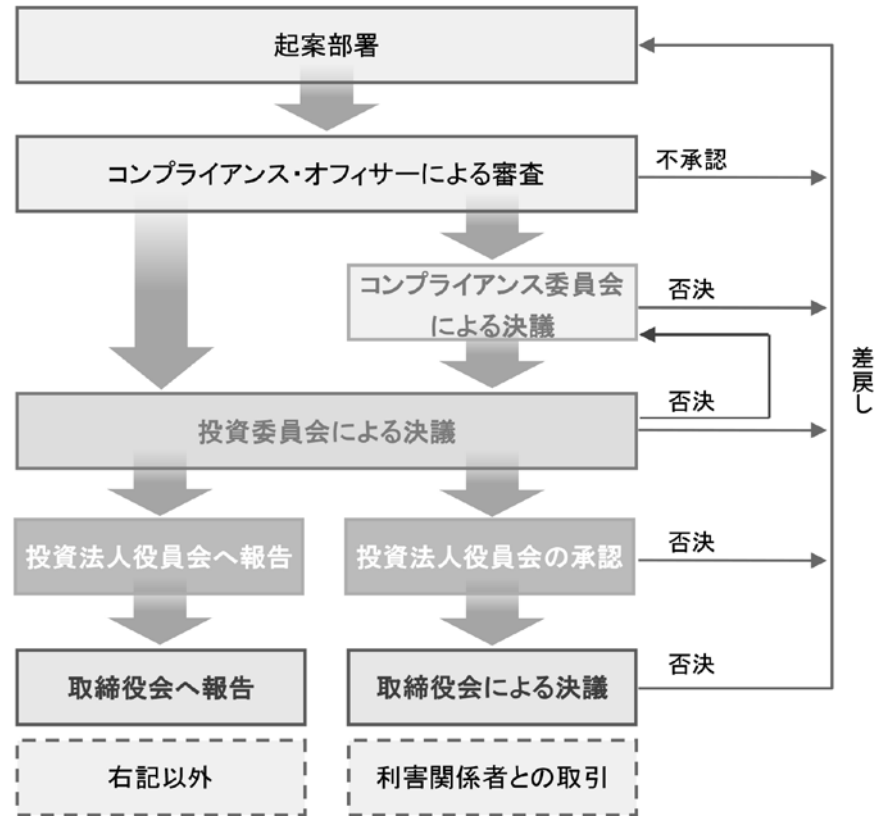 起案部署
コンプライアンス・オフィサーによる審査
不承認
コンプライアンス委員会
による決議
否決
差戻し
投資委員会による決議
否決
投資法人役員会へ報告
投資法人役員会の承認
否決
取締役会へ報告
取締役会による決議
否決
右記以外
利害関係者との取引